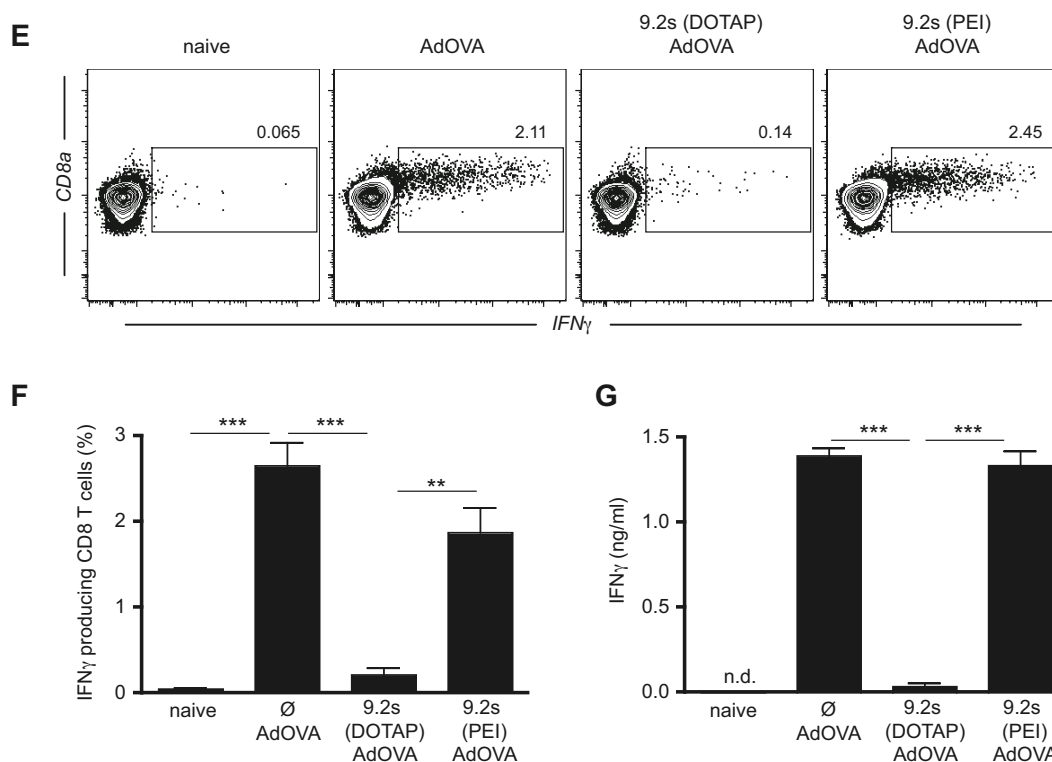 E
naive
AdOVA
9.2s (DOTAP)
AdOVA
9.2s (PEI)
AdOVA
0.065
2.11
0.14
2.45
CD8a
IFNγ
F
IFNγ producing CD8 T cells (%)
3
2
1
0
***
***
**
naive
Ø
AdOVA
9.2s
(DOTAP)
AdOVA
9.2s
(PEI)
AdOVA
G
IFNγ (ng/ml)
1.5
1.0
0.5
0.0
***
***
n.d.
naive
Ø
AdOVA
9.2s
(DOTAP)
AdOVA
9.2s
(PEI)
AdOVA